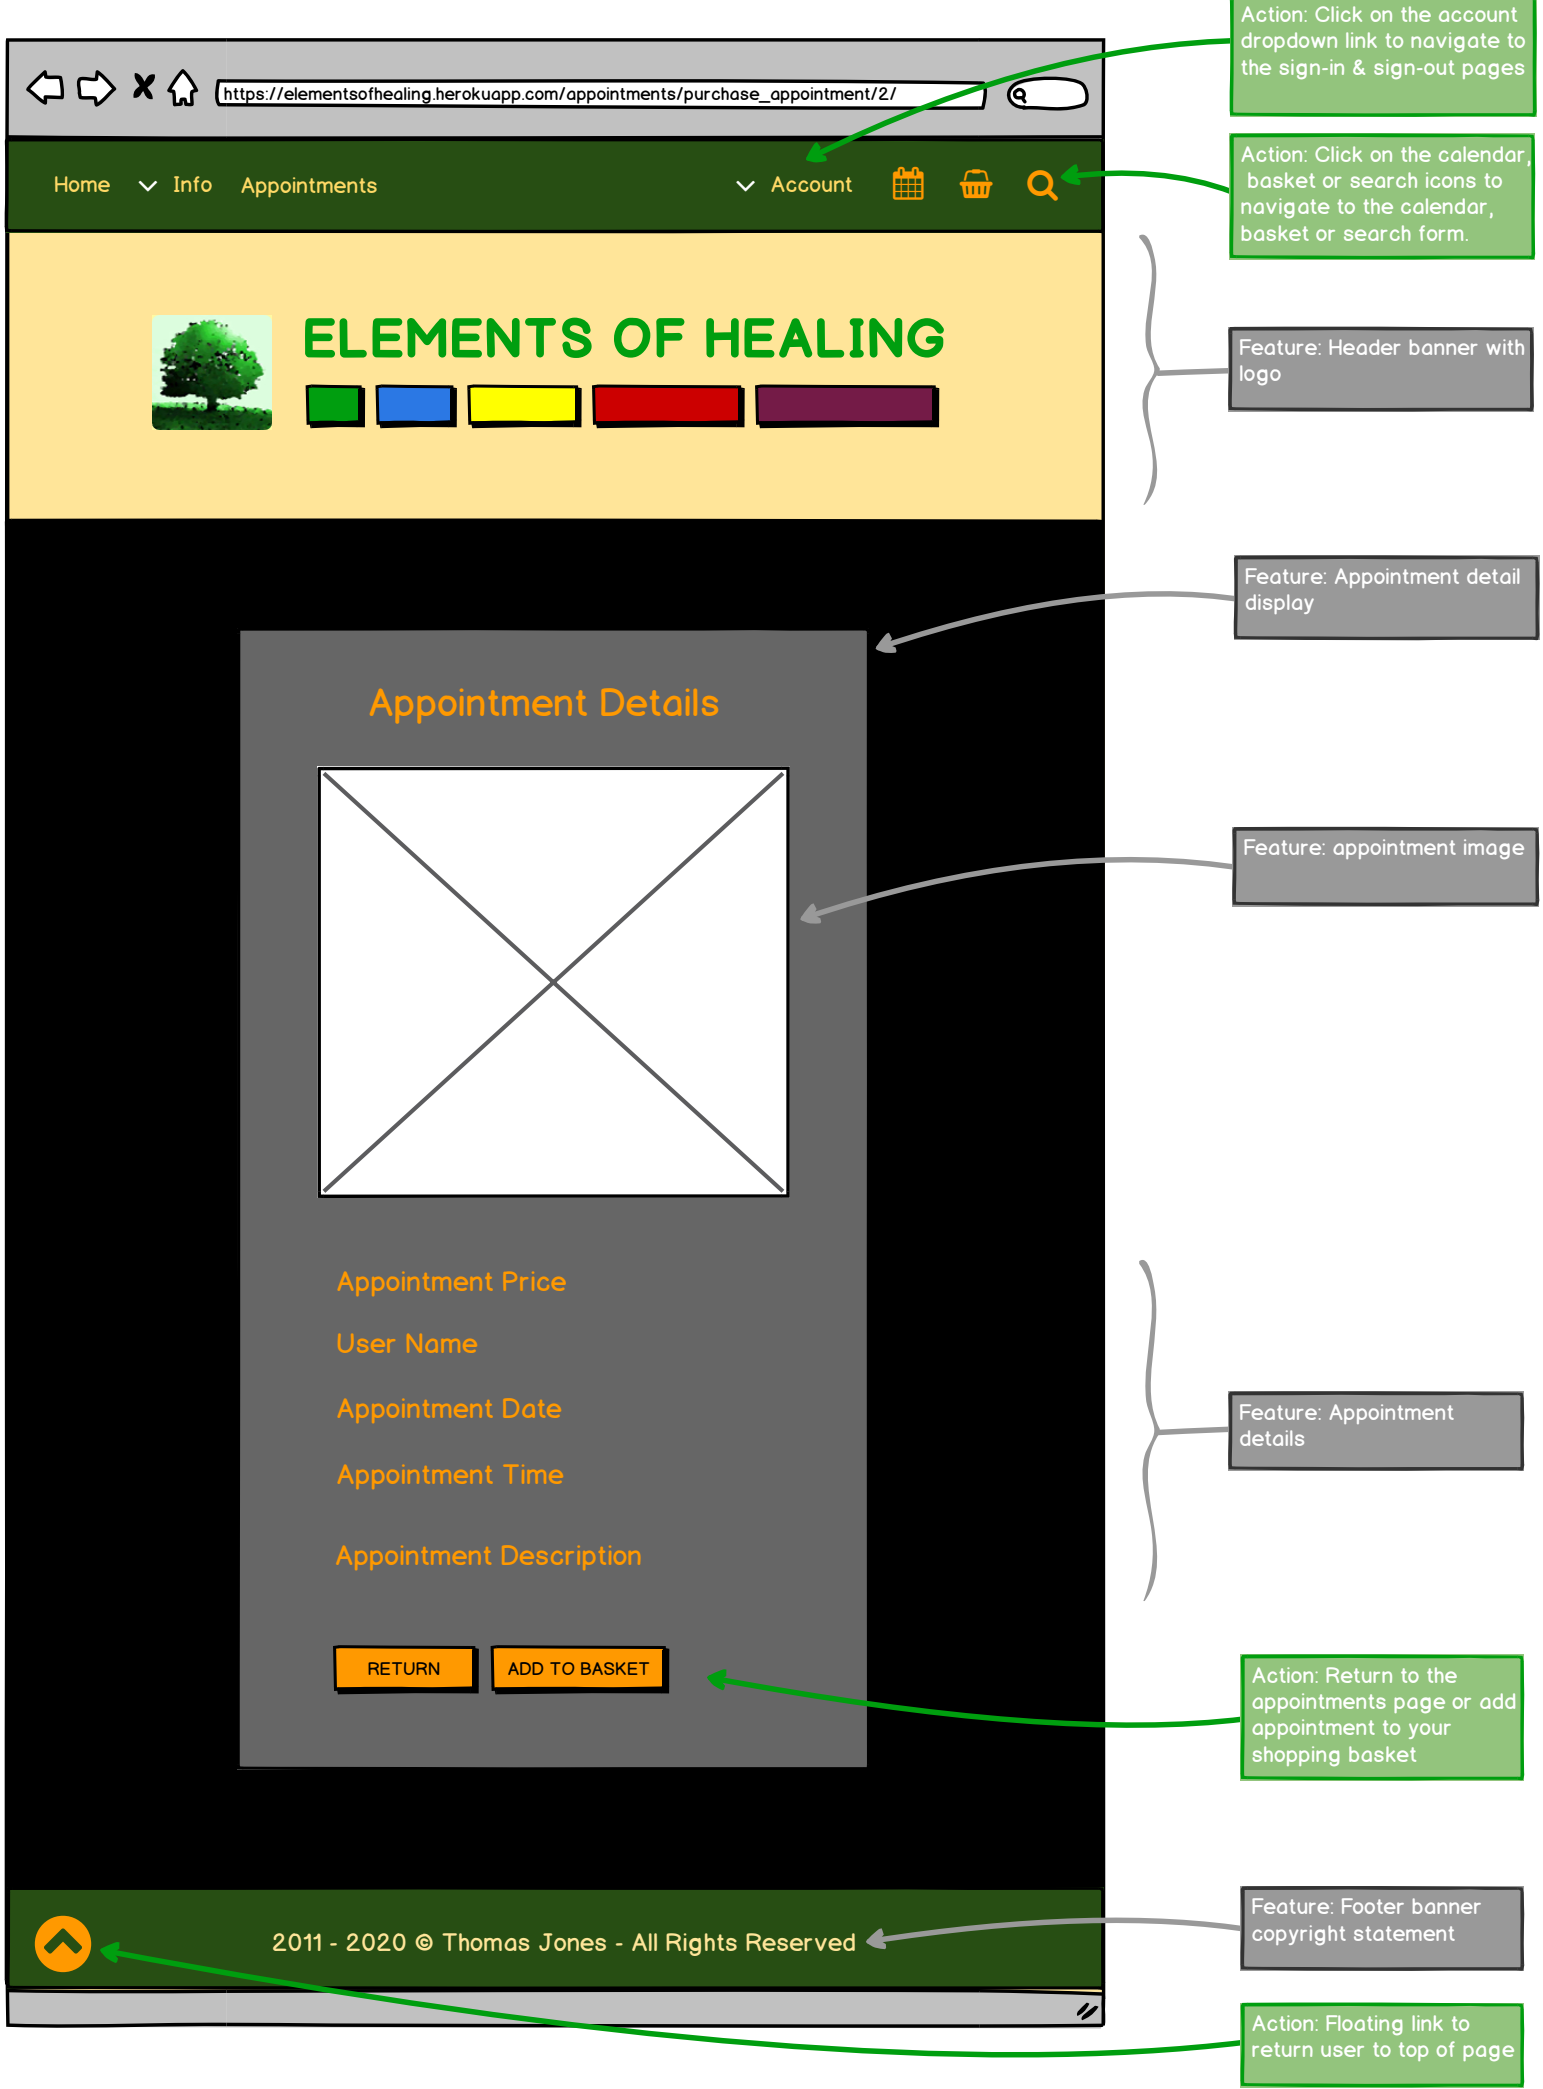 Action: Click on the account
dropdown link to navigate to
the sign-in & sign-out pages
https://elementsofhealing.herokuapp.com/appointments/purchase_appointment/2/
Home
Info
Appointments
Account
Action: Click on the calendar,
basket or search icons to
navigate to the calendar,
basket or search form.
ELEMENTS OF HEALING
Feature: Header banner with
logo
Feature: Appointment detail
display
Appointment Details
Feature: appointment image
Appointment Price
User Name
Appointment Date
Appointment Time
Appointment Description
Feature: Appointment
details
RETURN
ADD TO BASKET
Action: Return to the
appointments page or add
appointment to your
shopping basket
2011 - 2020 © Thomas Jones - All Rights Reserved
Feature: Footer banner
copyright statement
Action: Floating link to
return user to top of page